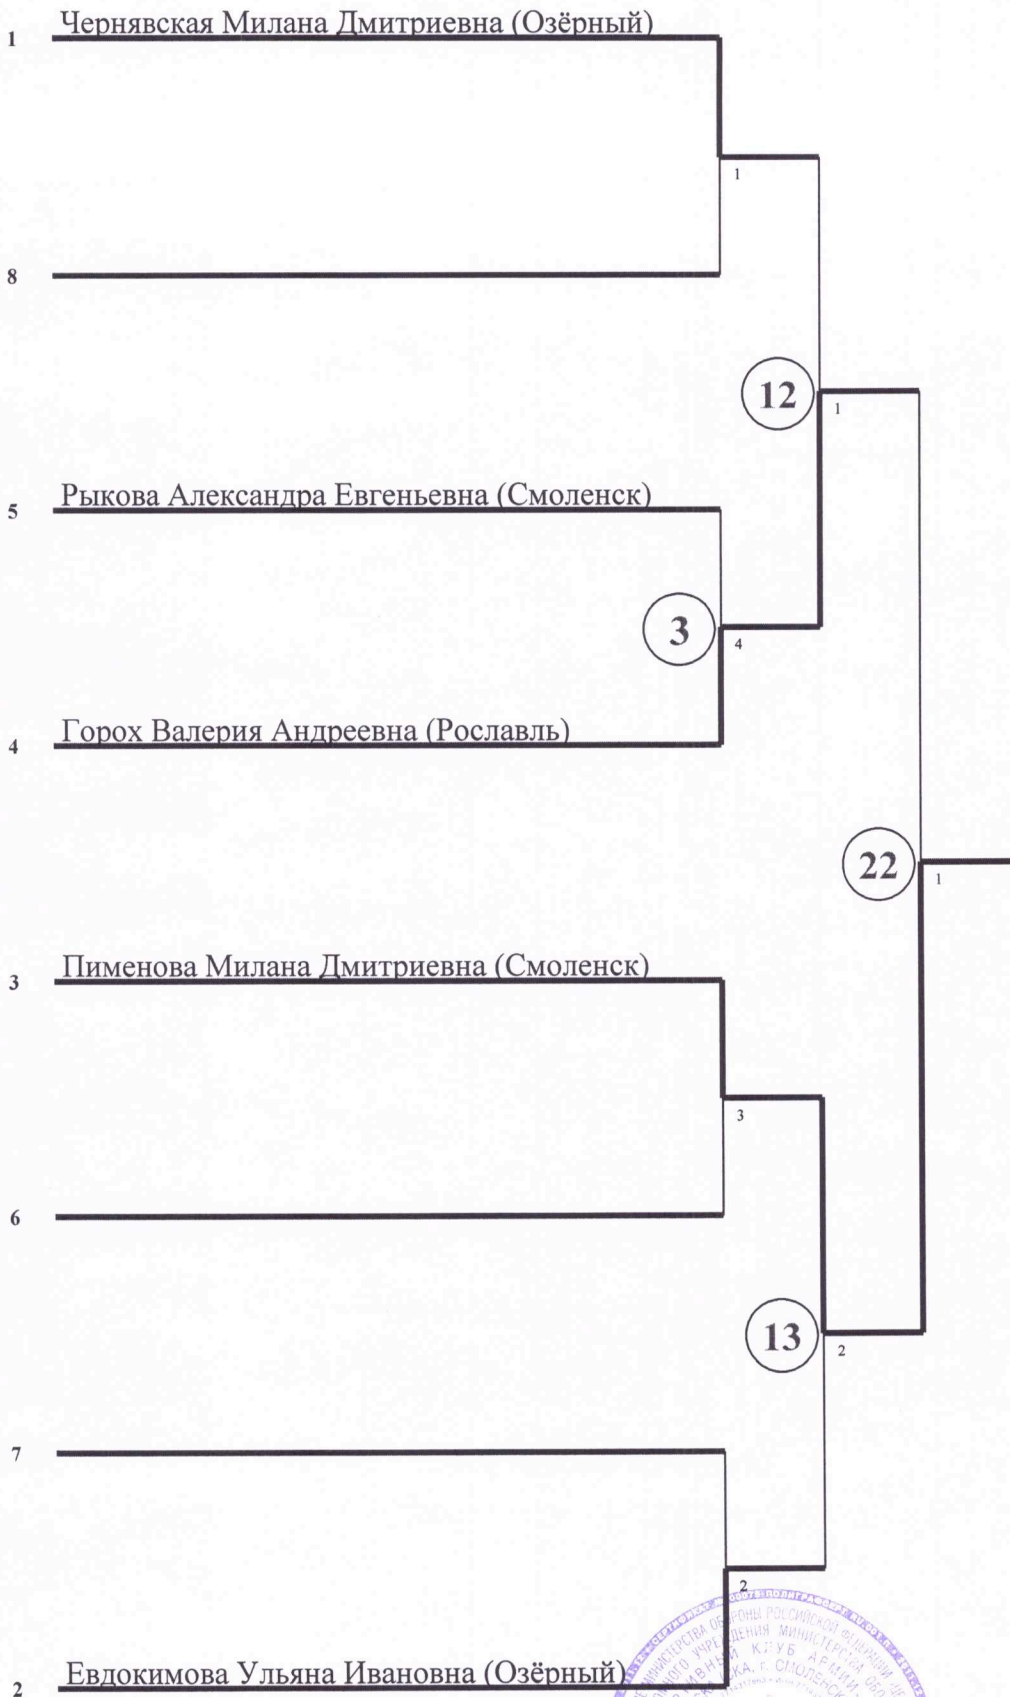 1 Чернявская Милана Дмитриевна (Озёрный)
1
8
12
1
5 Рыкова Александра Евгеньевна (Смоленск)
3
4
4 Горох Валерия Андреевна (Рославль)
22
1
3 Пименова Милана Дмитриевна (Смоленск)
3
6
13
2
7
2
2 Евдокимова Ульяна Ивановна (Озёрный)